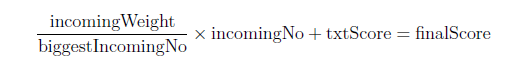 incomingWeight
biggestIncomingNo × incomingNo + txtScore = finalScore